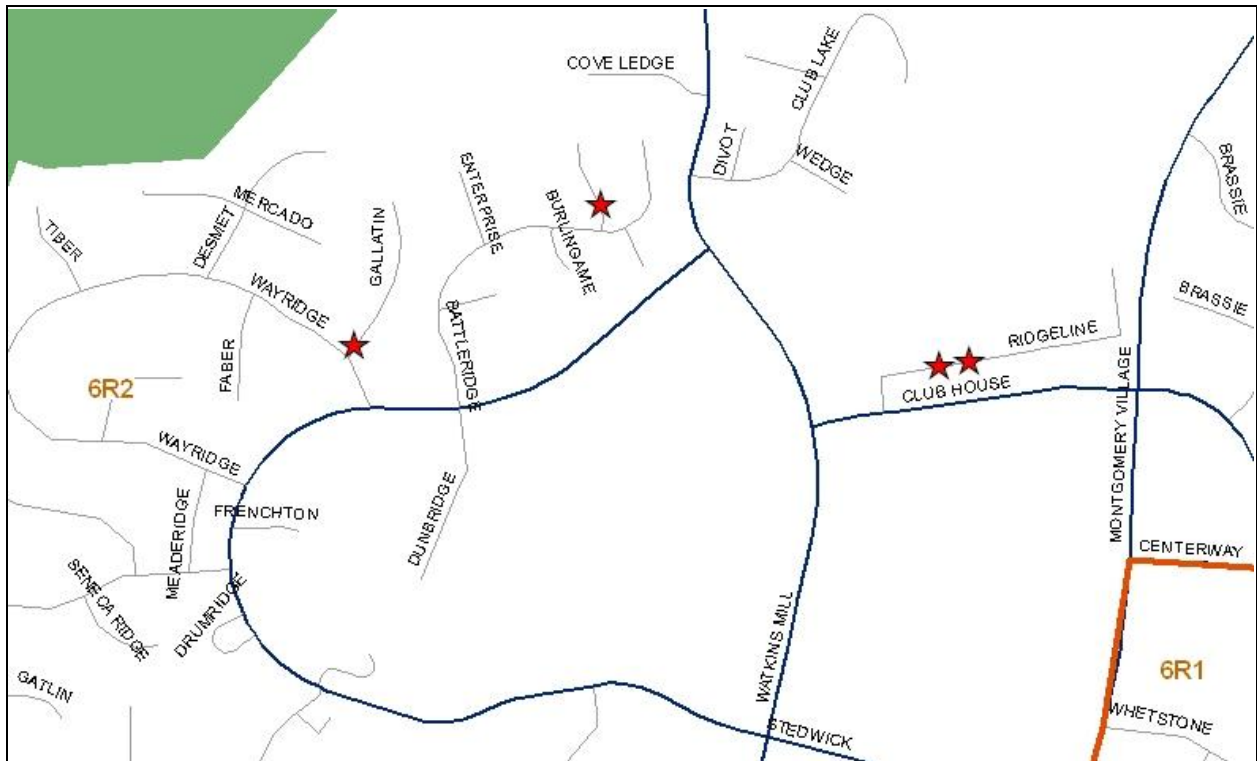 COVE LEDGE
CLUB LAKE
DIVOT
WEDGE
BRASSIE
ENTERPRISE
BURLINGAME
MERCADO
DESMET
TIBER
GALLATIN
WAYRIDGE
BRASSIE
BATTLERIDGE
RIDGELINE
FABER
6R2
CLUB HOUSE
MONTGOMERY VILLAGE
WAYRIDGE
FRENCHTON
MEADERIDGE
DUNBRIDGE
CENTERWAY
SENECA RIDGE
DRUMRIDGE
WATKINS MILL
6R1
GATLIN
WHETSTONE
STEDWICK